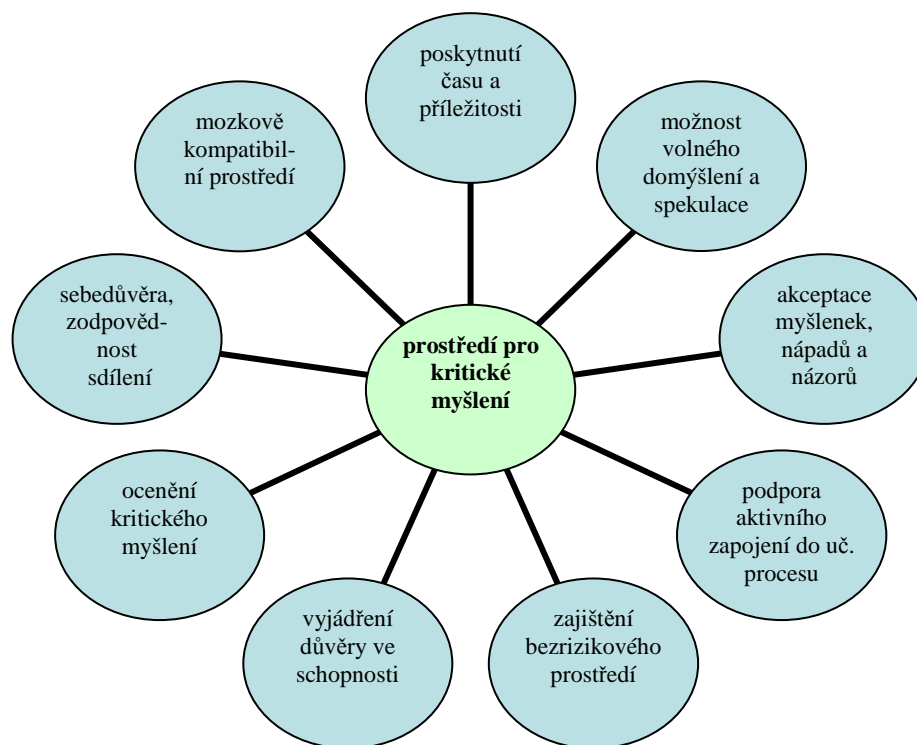 poskytnutí
času a
příležitosti
možnost
volného
domýšlení a
spekulace
akceptace
myšlenek,
nápadů a
názorů
podpora
aktivního
zapojení do uč.
procesu
zajištění
bezrizikového
prostředí
vyjádření
důvěry ve
schopnosti
ocenění
kritického
myšlení
sebedůvěra,
zodpověd-
nost
sdílení
mozkově
kompatibil-
ní prostředí
prostředí pro
kritické
myšlení